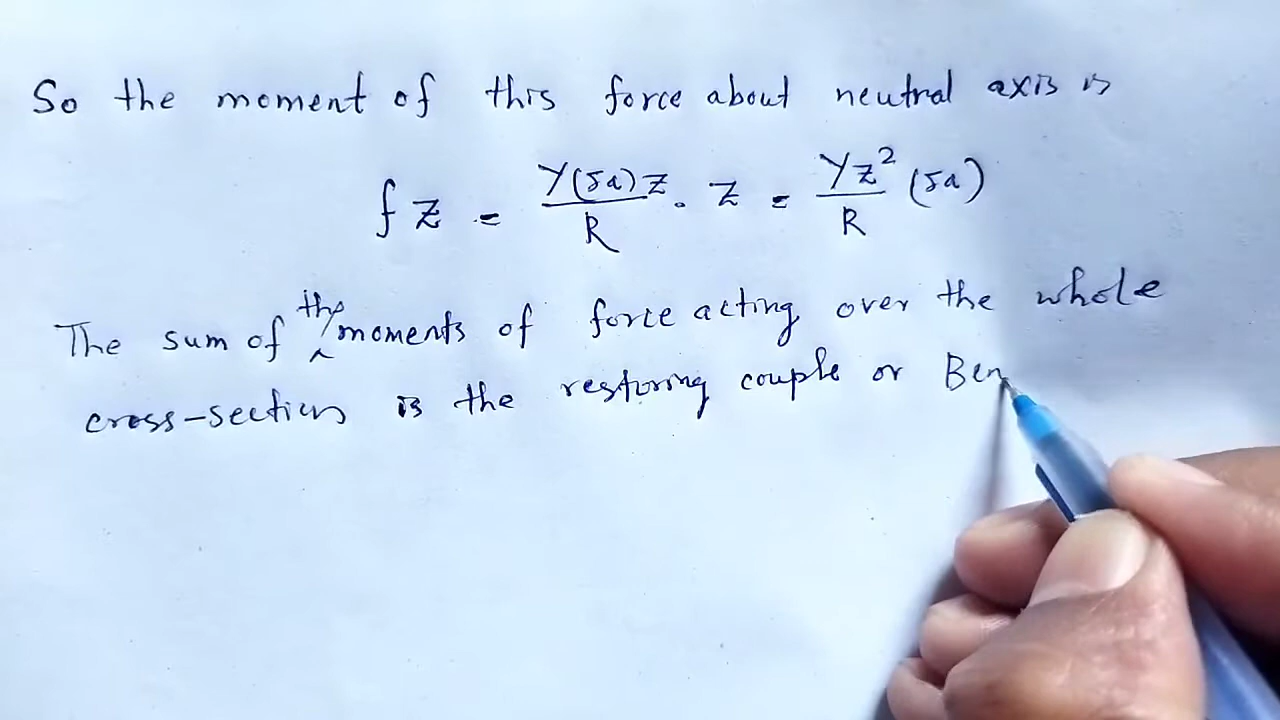 So the moment of this force about neutral axis is
f z = Y(δa)z/R . z = Yz²/R (δa)
The sum of the moments of force acting over the whole
cross-section is the restoring couple or Ben